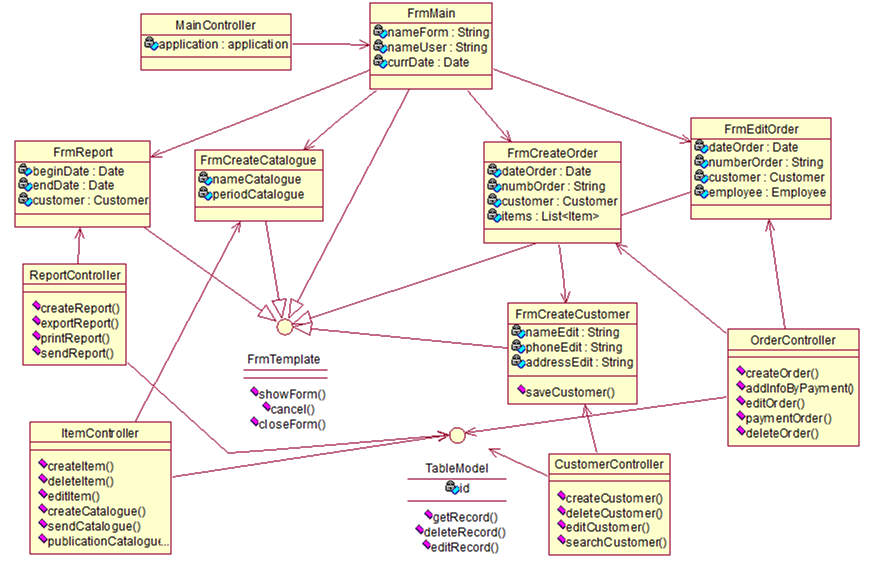 FrmMain
nameForm : String
nameUser : String
currDate : Date
MainController
application : application
FrmReport
beginDate : Date
endDate : Date
customer : Customer
FrmCreateCatalogue
nameCatalogue
periodCatalogue
FrmCreateOrder
dateOrder : Date
numbOrder : String
customer : Customer
items : List<Item>
FrmEditOrder
dateOrder : Date
numberOrder : String
customer : Customer
employee : Employee
ReportController
createReport()
exportReport()
printReport()
sendReport()
FrmTemplate
showForm()
cancel()
closeForm()
FrmCreateCustomer
nameEdit : String
phoneEdit : String
addressEdit : String
saveCustomer()
OrderController
createOrder()
addInfoByPayment()
editOrder()
paymentOrder()
deleteOrder()
ItemController
createItem()
deleteItem()
editItem()
createCatalogue()
sendCatalogue()
publicationCatalogue...
TableModel
id
getRecord()
deleteRecord()
editRecord()
CustomerController
createCustomer()
deleteCustomer()
editCustomer()
searchCustomer()